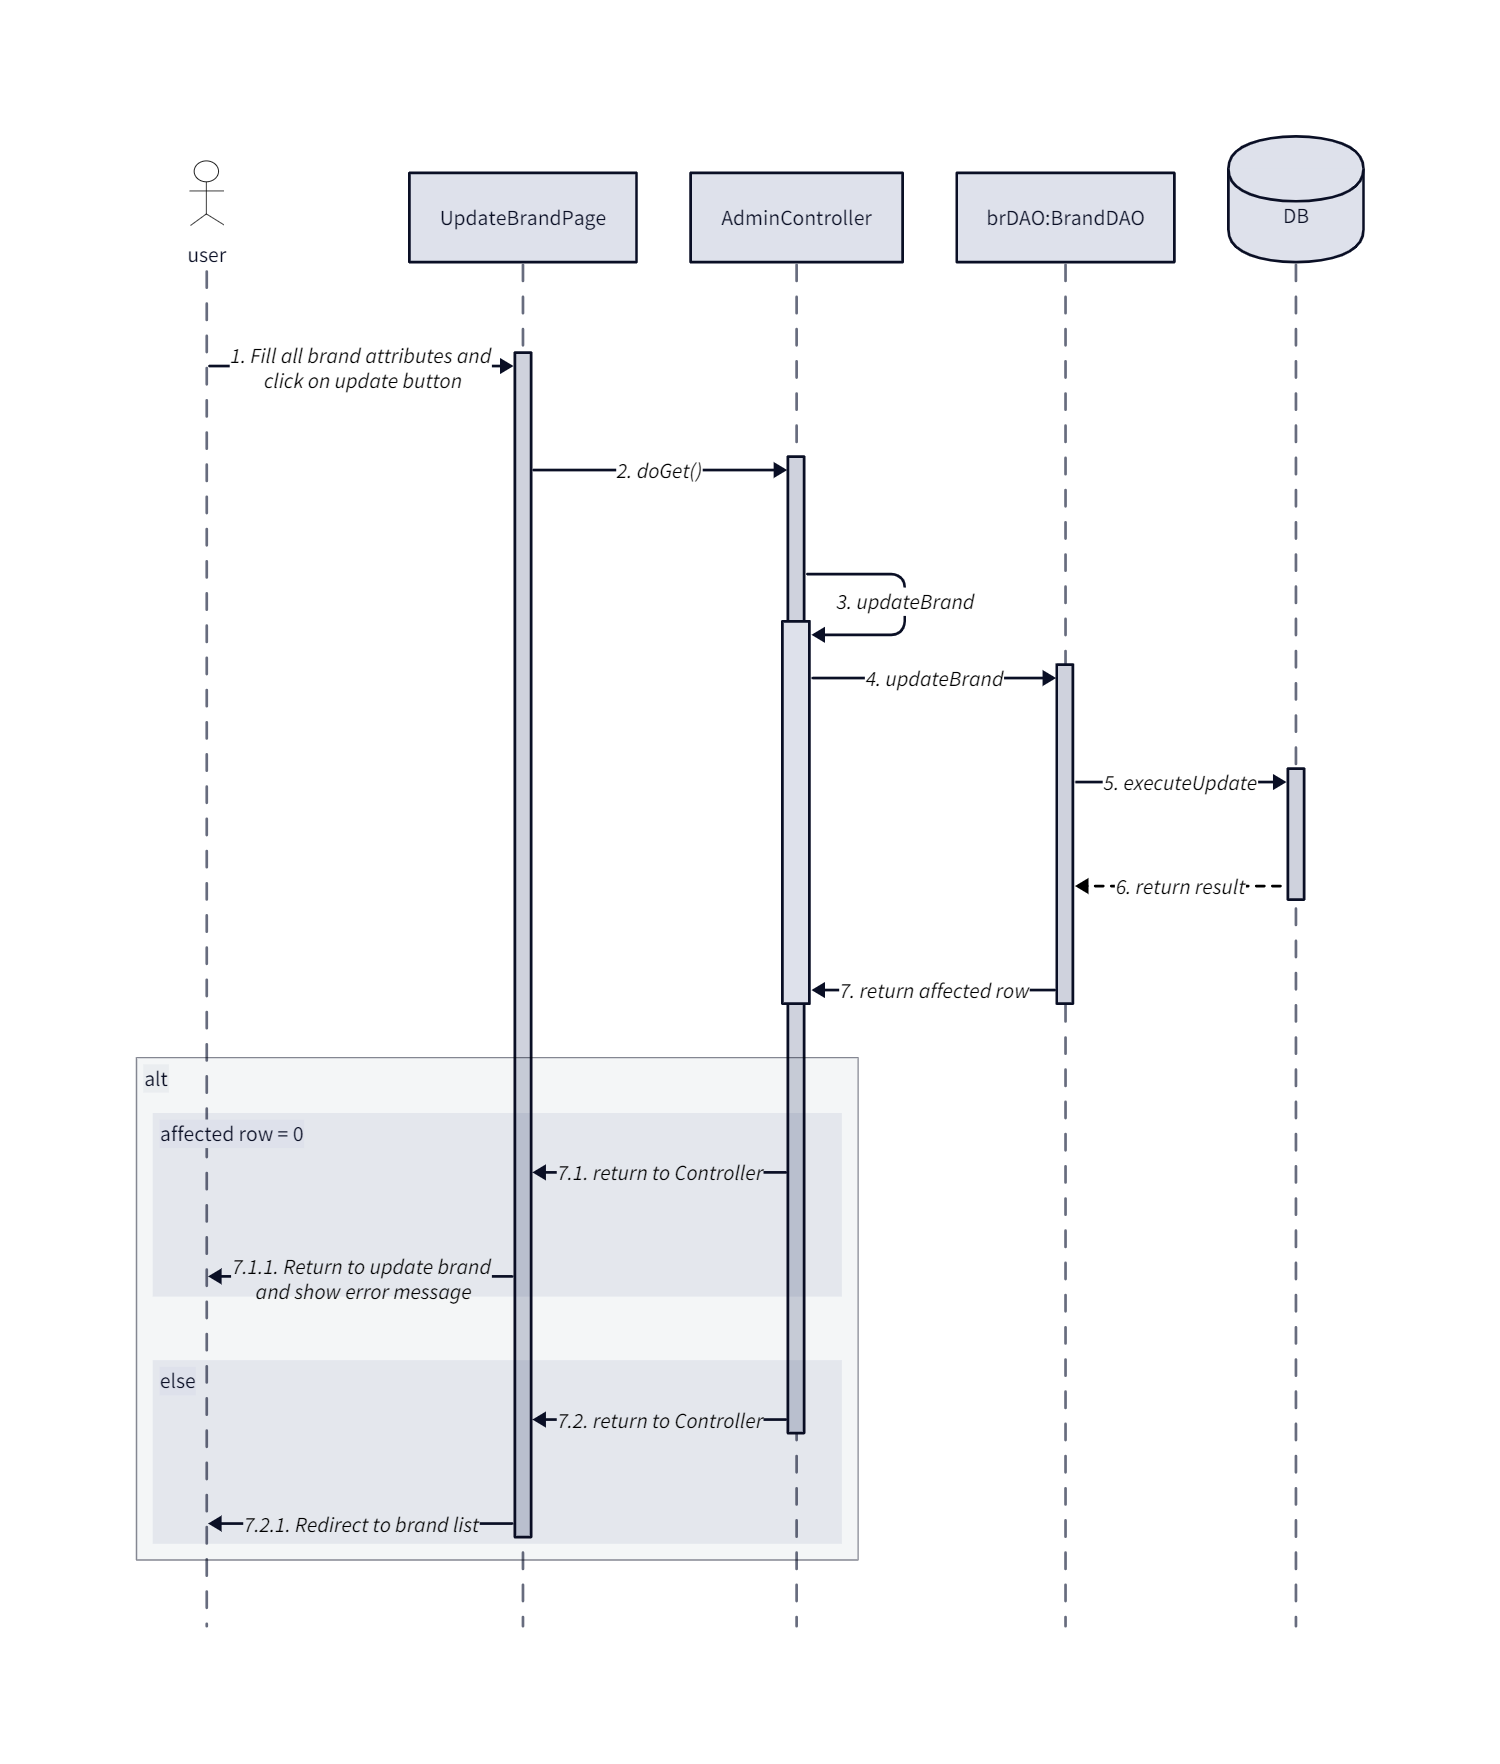 user
UpdateBrandPage
AdminController
brDAO:BrandDAO
DB
1. Fill all brand attributes and
click on update button
2. doGet()
3. updateBrand
4. updateBrand
5. executeUpdate
6. return result
7. return affected row
alt
affected row = 0
7.1. return to Controller
7.1.1. Return to update brand
and show error message
else
7.2. return to Controller
7.2.1. Redirect to brand list